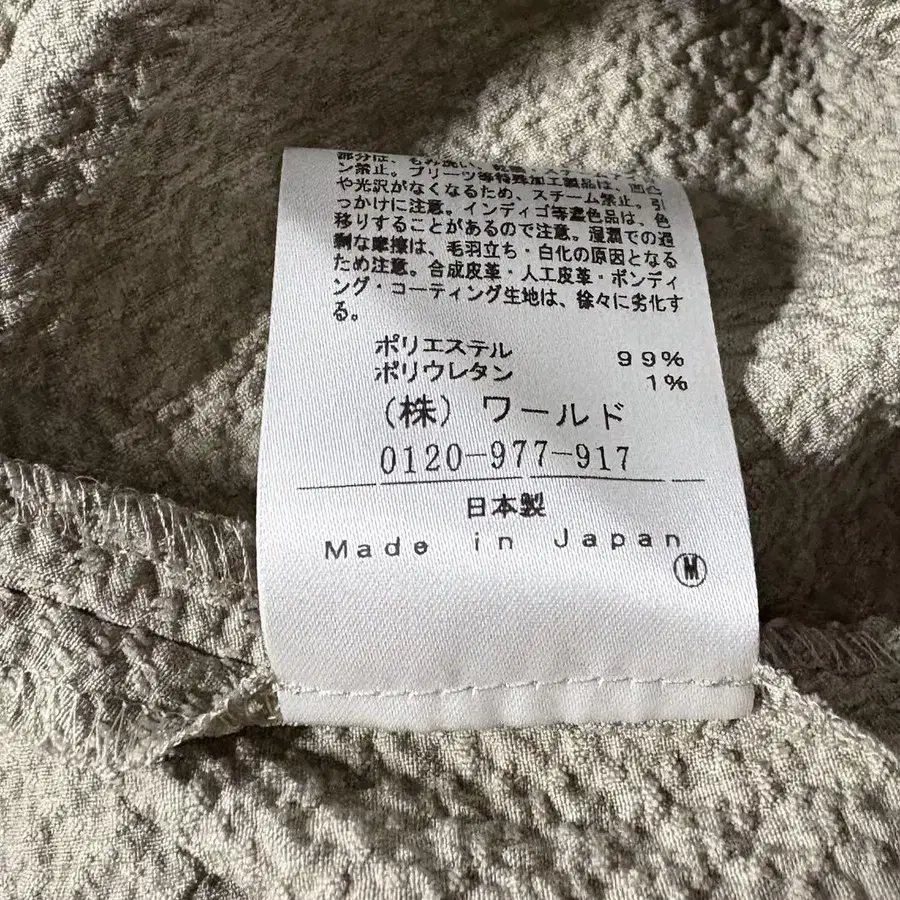 部分は、もみ洗い、
ン禁止。プリーツ等特殊加工製品は、凹凸
や光沢がなくなるため、スチーム禁止。引
っかけに注意。インディゴ等濃色品は、色
移りすることがあるので注意。湿潤での過
剰な摩擦は、毛羽立ち・白化の原因となる
ため注意。合成皮革・人工皮革・ボンディ
ング・コーティング生地は、徐々に劣化す
る。
ポリエステル 99%
ポリウレタン 1%
(株) ワールド
0120-977-917
日本製
Made in Japan
M